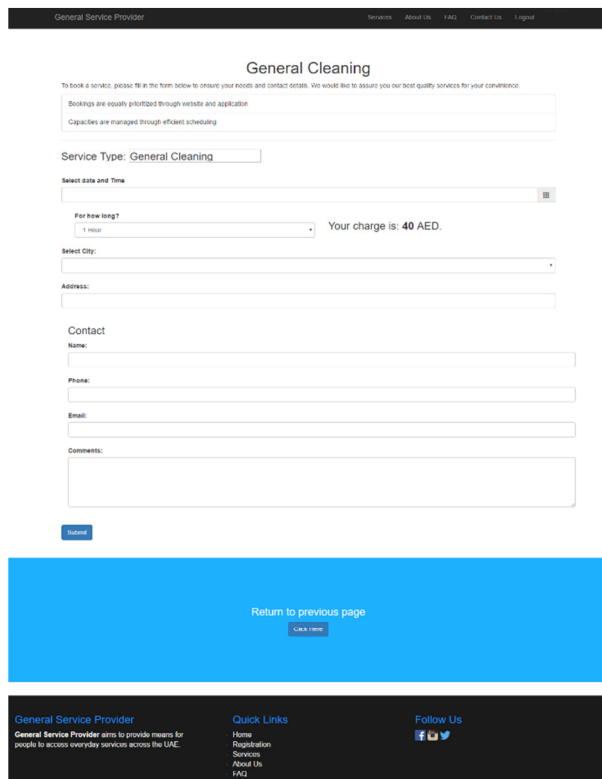 General Service Provider
Services About Us FAQ Contact Us Logout
General Cleaning
To book a service, please fill in the form below to ensure your needs and contact details. We would like to assure you our best quality services for your convinience.
Bookings are equally prioritized through website and application
Capacities are managed through efficient scheduling
Service Type: General Cleaning
Select date and Time
For how long?
1 Hour
Your charge is: 40 AED.
Select City:
Address:
Contact
Name:
Phone:
Email:
Comments:
Submit
Return to previous page
Click Here
General Service Provider
General Service Provider aims to provide means for
people to access everyday services across the UAE.
Quick Links
Home
Registration
Services
About Us
FAQ
Follow Us